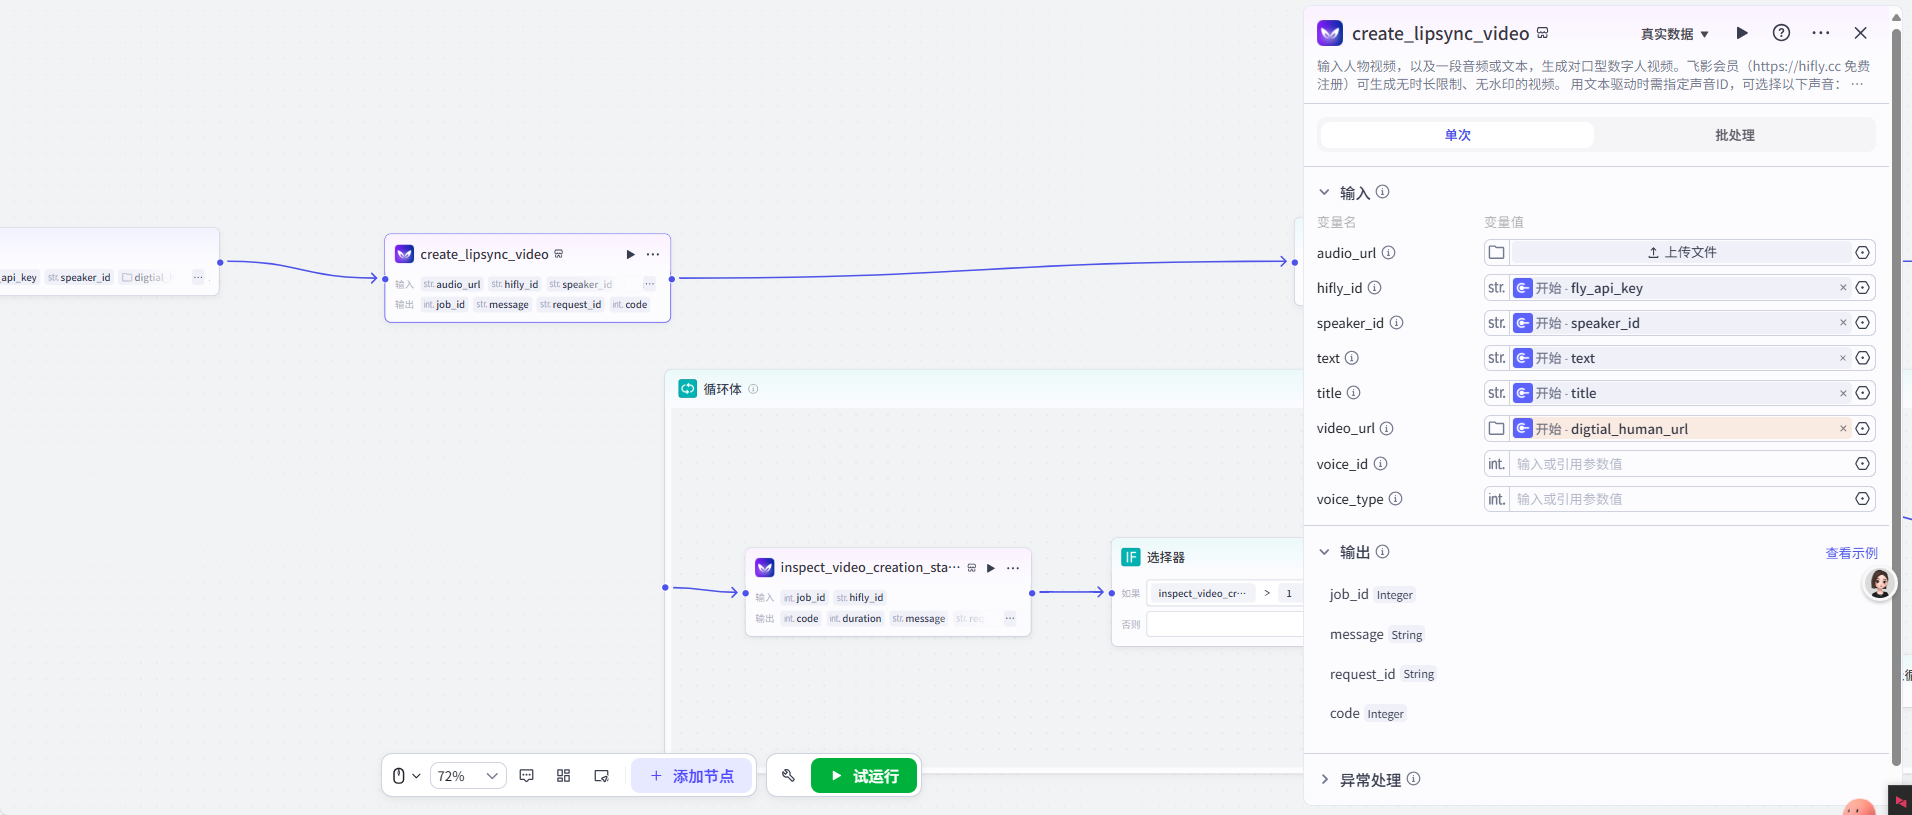 api_key str. speaker_id digtial
create_lipsync_video
输入 str. audio_url str. hifly_id str. speaker_id
输出 int. job_id str. message str. request_id int. code
循环体
inspect_video_creation_sta···
输入 int. job_id str. hifly_id
输出 int. code int. duration str. message str. req
IF 选择器
如果 inspect_video_cr··· > 1
否则
72%
添加节点
试运行
create_lipsync_video
真实数据
输入人物视频，以及一段音频或文本，生成对口型数字人视频。飞影会员（https://hifly.cc 免费
注册）可生成无时长限制、无水印的视频。 用文本驱动时需指定声音ID，可选择以下声音： ···
单次 批处理
输入
变量名 变量值
audio_url 上传文件
hifly_id str. 开始 - fly_api_key
speaker_id str. 开始 - speaker_id
text str. 开始 - text
title str. 开始 - title
video_url 开始 - digtial_human_url
voice_id int. 输入或引用参数值
voice_type int. 输入或引用参数值
输出 查看示例
job_id Integer
message String
request_id String
code Integer
异常处理